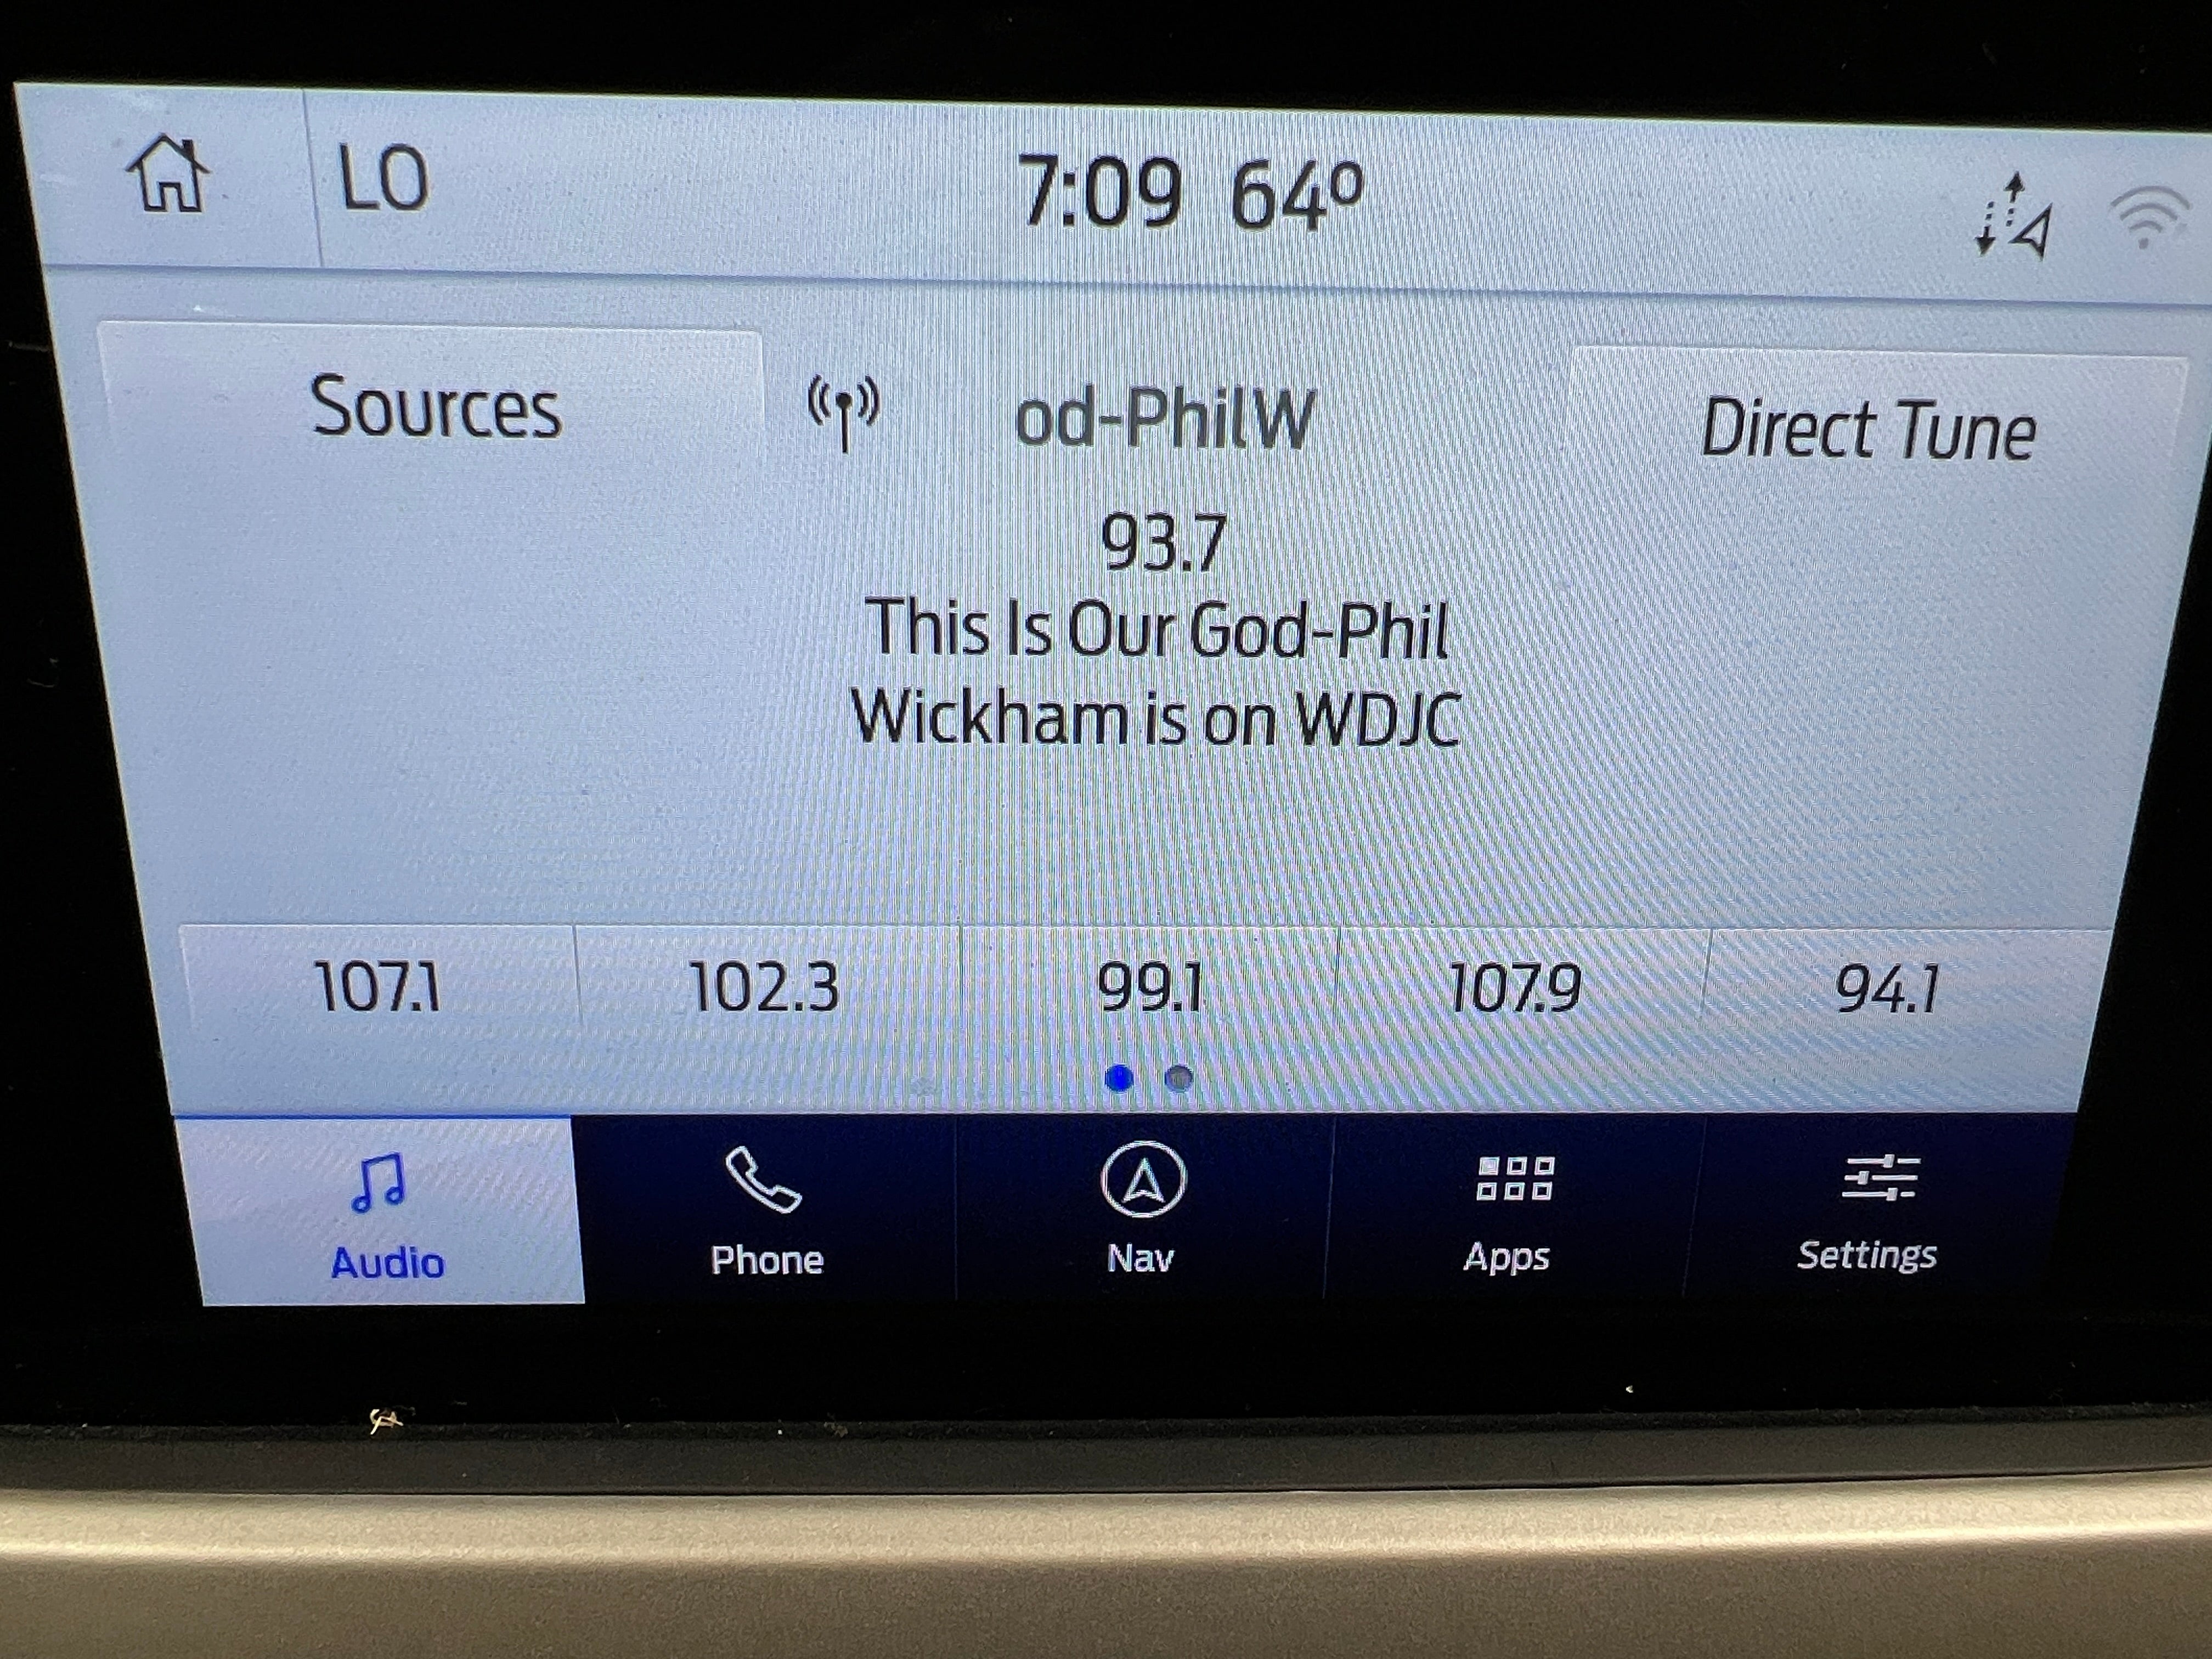 LO 7:09 64°
Sources od-PhilW Direct Tune
93.7
This Is Our God-Phil
Wickham is on WDJC
107.1 102.3 99.1 107.9 94.1
Audio Phone Nav Apps Settings